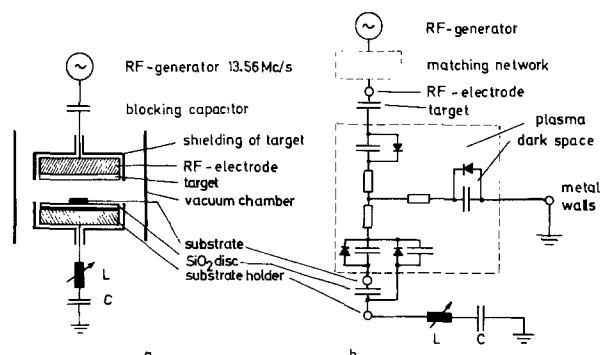 RF-generator 13.56 Mc/s
blocking capacitor
shielding of target
RF-electrode
target
vacuum chamber
substrate
SiO2 disc
substrate holder
L
C
a
RF-generator
matching network
RF-electrode
target
plasma
dark space
metal
walls
L
C
b